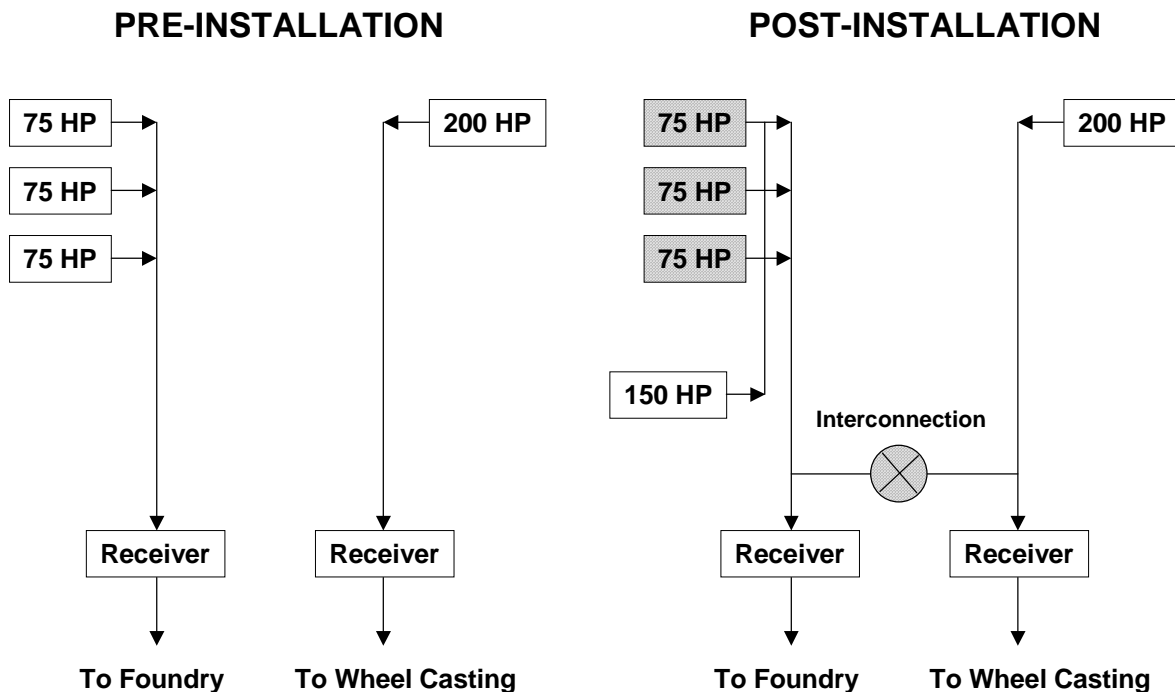 PRE-INSTALLATION
POST-INSTALLATION
75 HP
200 HP
75 HP
75 HP
75 HP
200 HP
75 HP
75 HP
150 HP
Interconnection
Receiver
Receiver
Receiver
Receiver
To Foundry
To Wheel Casting
To Foundry
To Wheel Casting